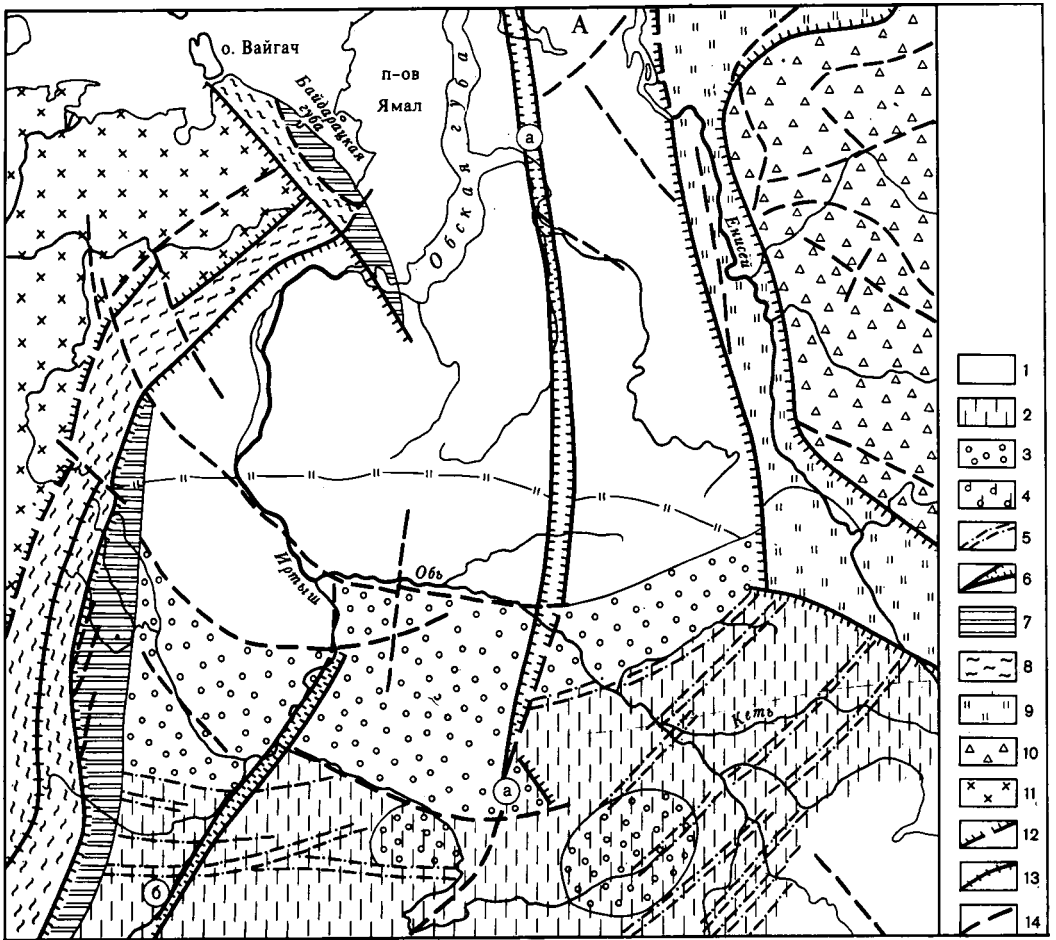 о. Вайгач
А
п-ов
Ямал
Байдарацкая
губа
Обская губа
а
Енисей
Иртыш
Обь
Кеть
а
б
1
2
3
4
5
6
7
8
9
10
11
12
13
14